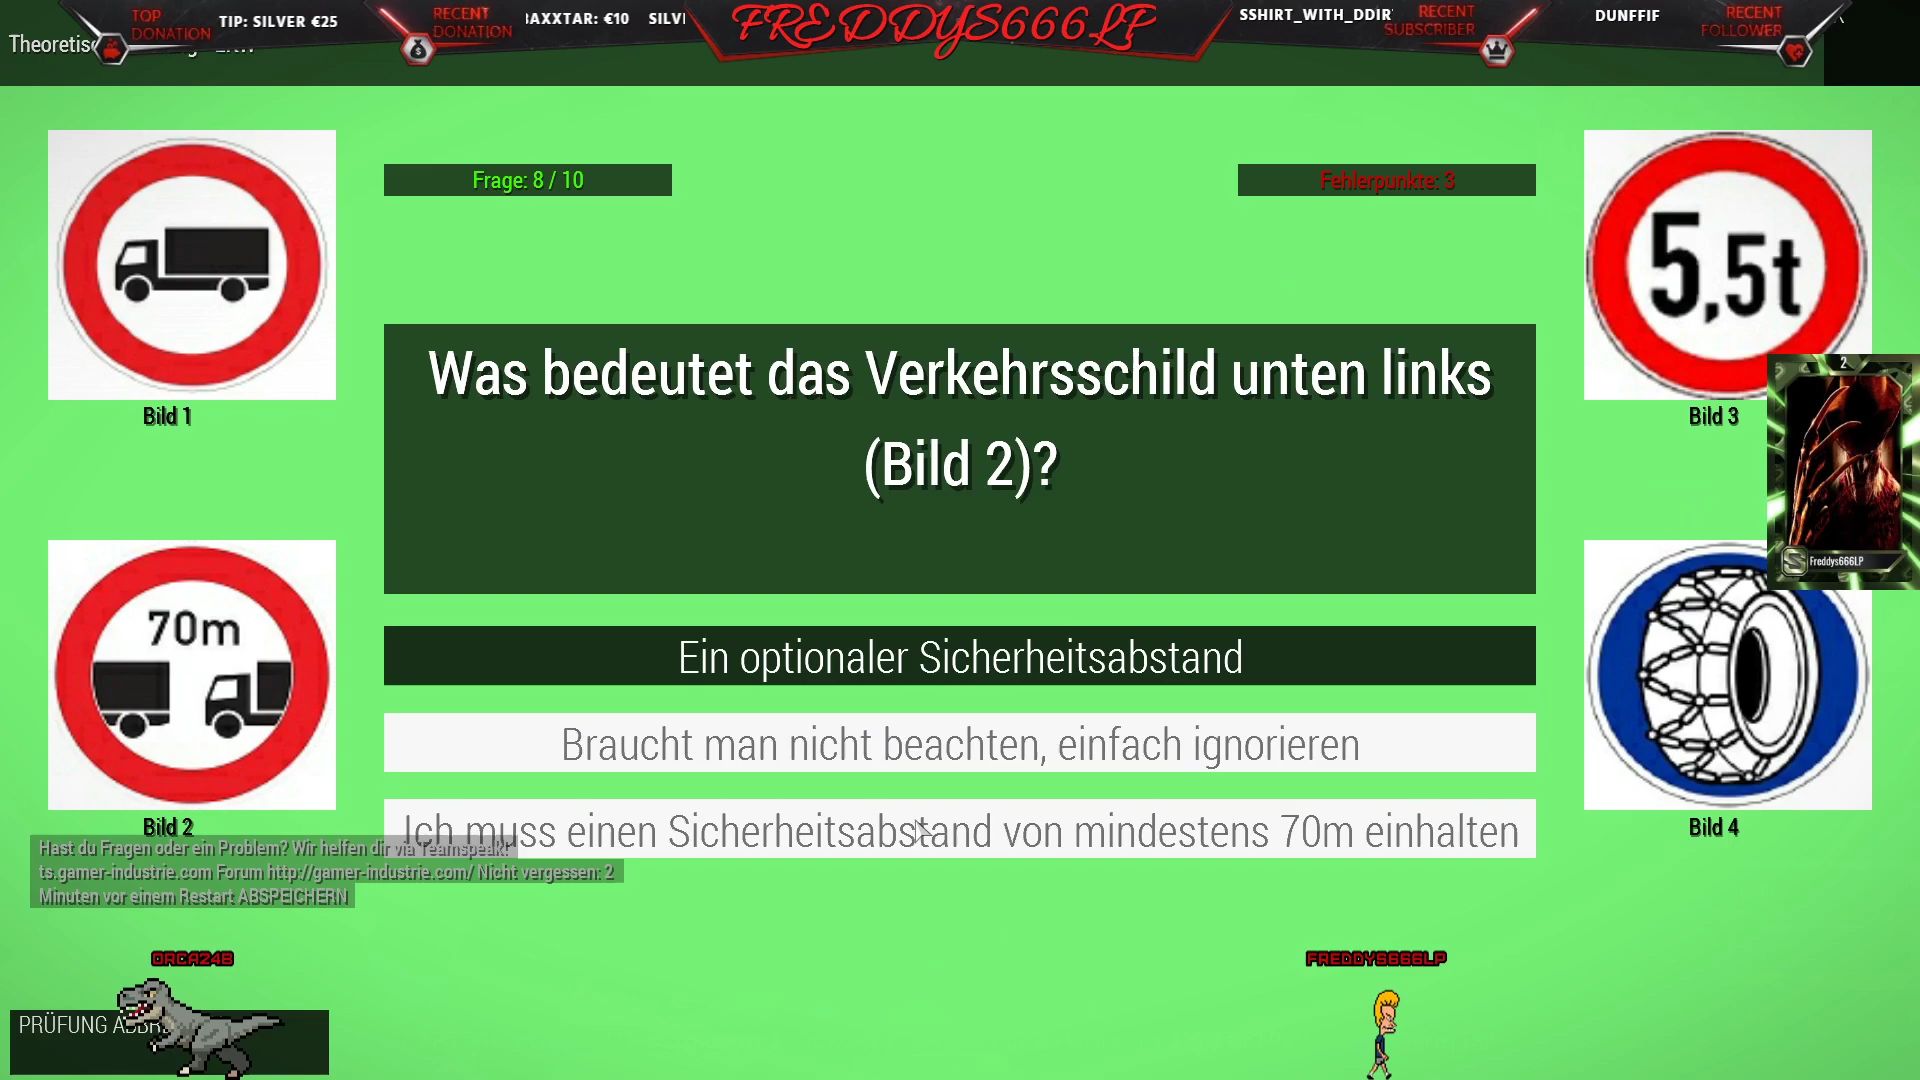 TOP DONATION
TIP: SILVER €25
RECENT DONATION
BAXXTAR: €10
FREDDYS666LP
SSHIRT_WITH_DDIR
RECENT SUBSCRIBER
DUNFFIF
RECENT FOLLOWER
Frage: 8 / 10
Fehlerpunkte: 3
5,5t
Bild 1
Bild 3
2
Freddys666LP
Was bedeutet das Verkehrsschild unten links
(Bild 2)?
70m
Ein optionaler Sicherheitsabstand
Braucht man nicht beachten, einfach ignorieren
Ich muss einen Sicherheitsabstand von mindestens 70m einhalten
Bild 2
Bild 4
Hast du Fragen oder ein Problem? Wir helfen dir via Teamspeak!
ts.gamer-industrie.com Forum http://gamer-industrie.com/ Nicht vergessen: 2
Minuten vor einem Restart ABSPEICHERN
ORCA24B
FREDDYS666LP
PRÜFUNG